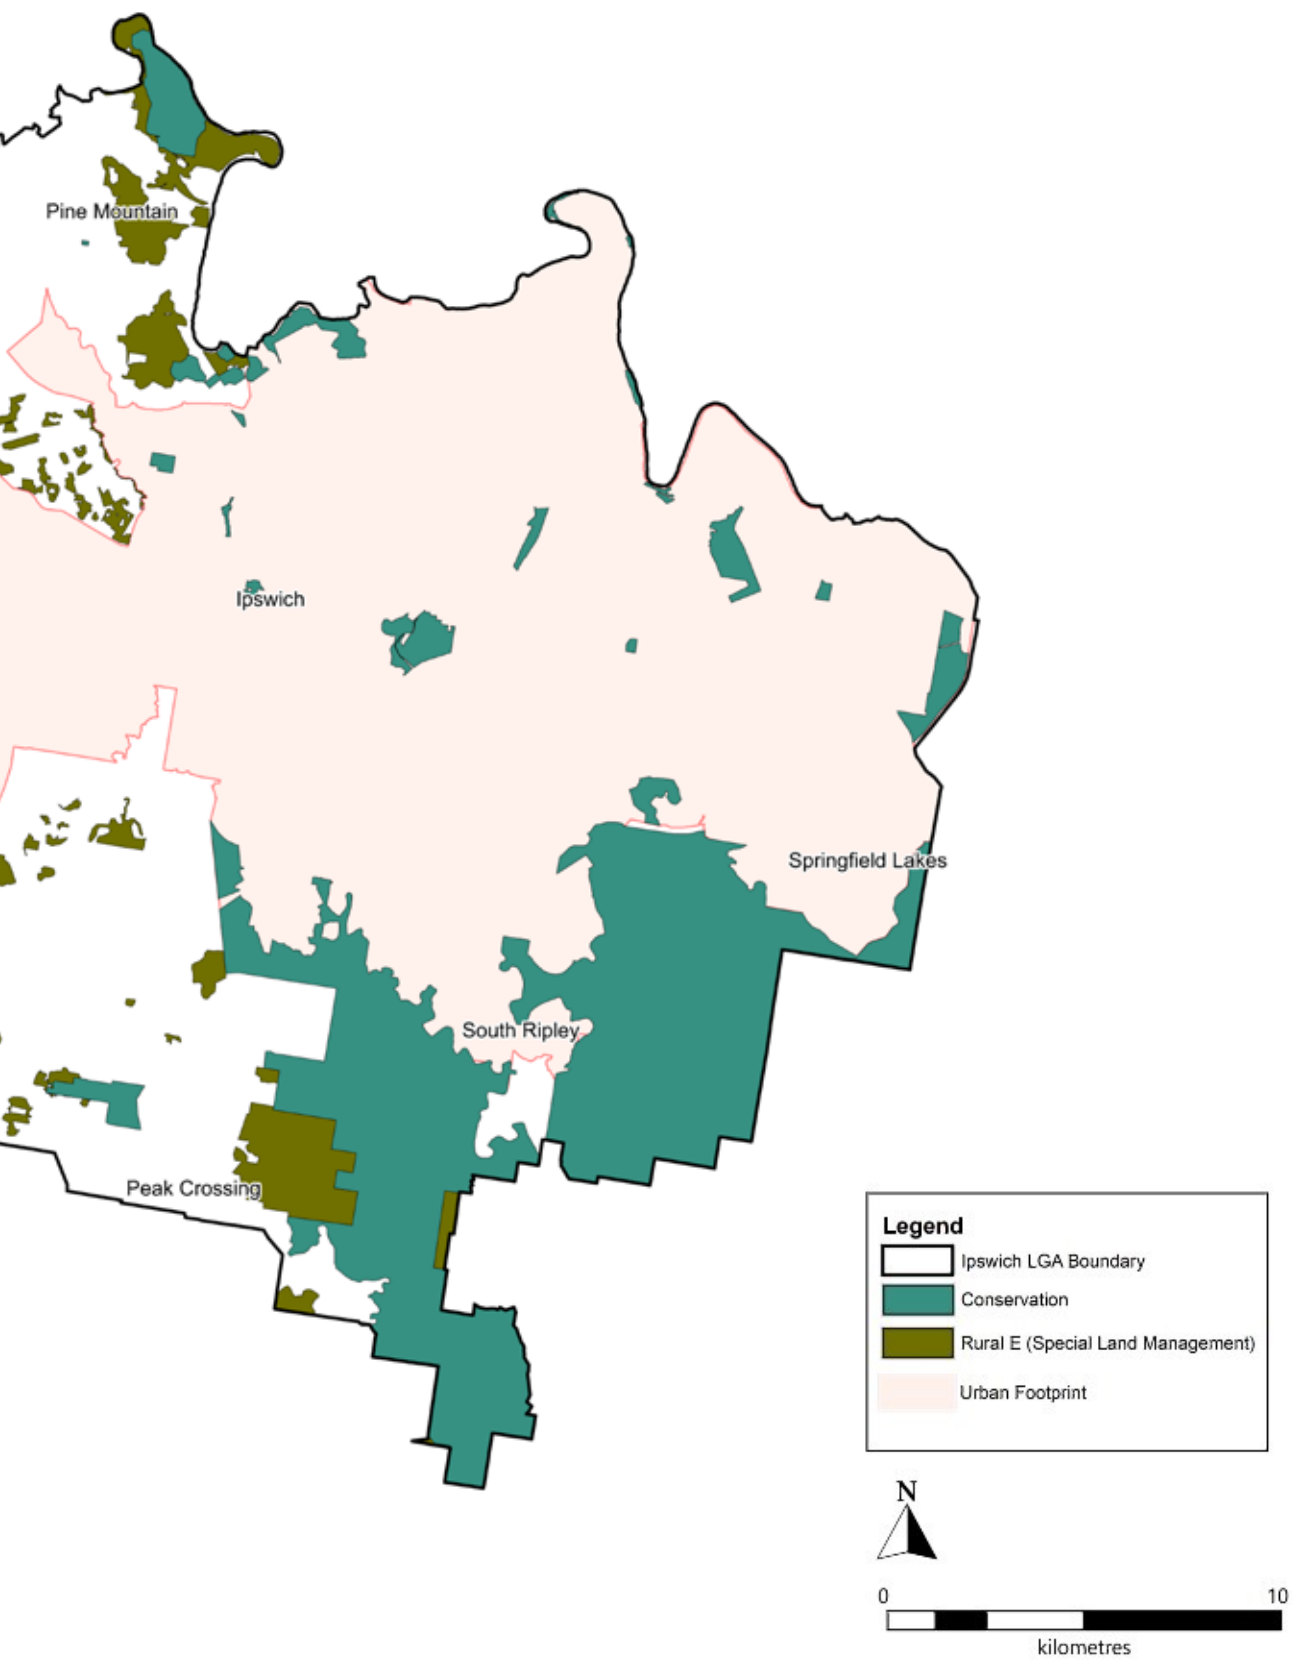 Pine Mountain
Ipswich
Springfield Lakes
South Ripley
Peak Crossing
Legend
Ipswich LGA Boundary
Conservation
Rural E (Special Land Management)
Urban Footprint
N
0 10
kilometres